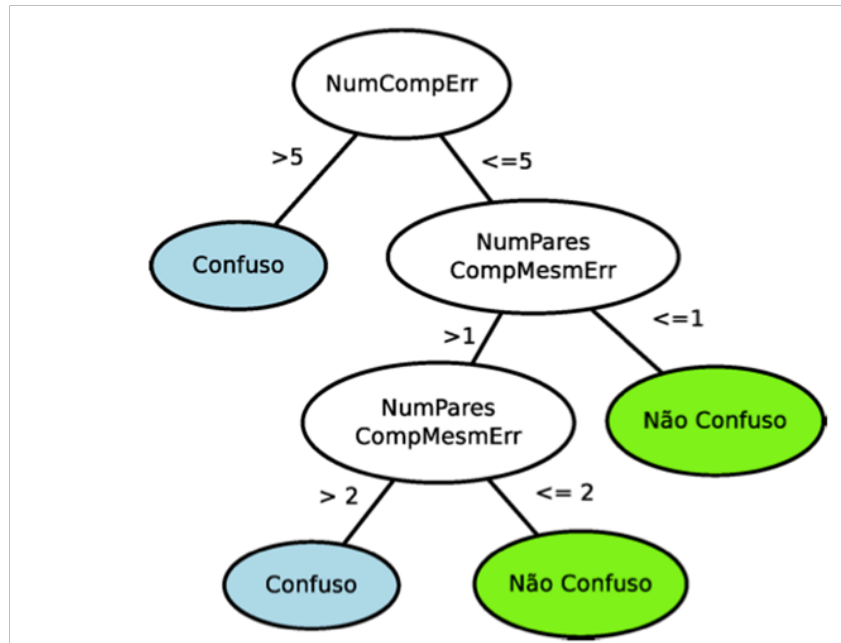 NumCompErr
>5
<=5
Confuso
NumPares
CompMesmErr
>1
<=1
NumPares
CompMesmErr
Não Confuso
> 2
<= 2
Confuso
Não Confuso